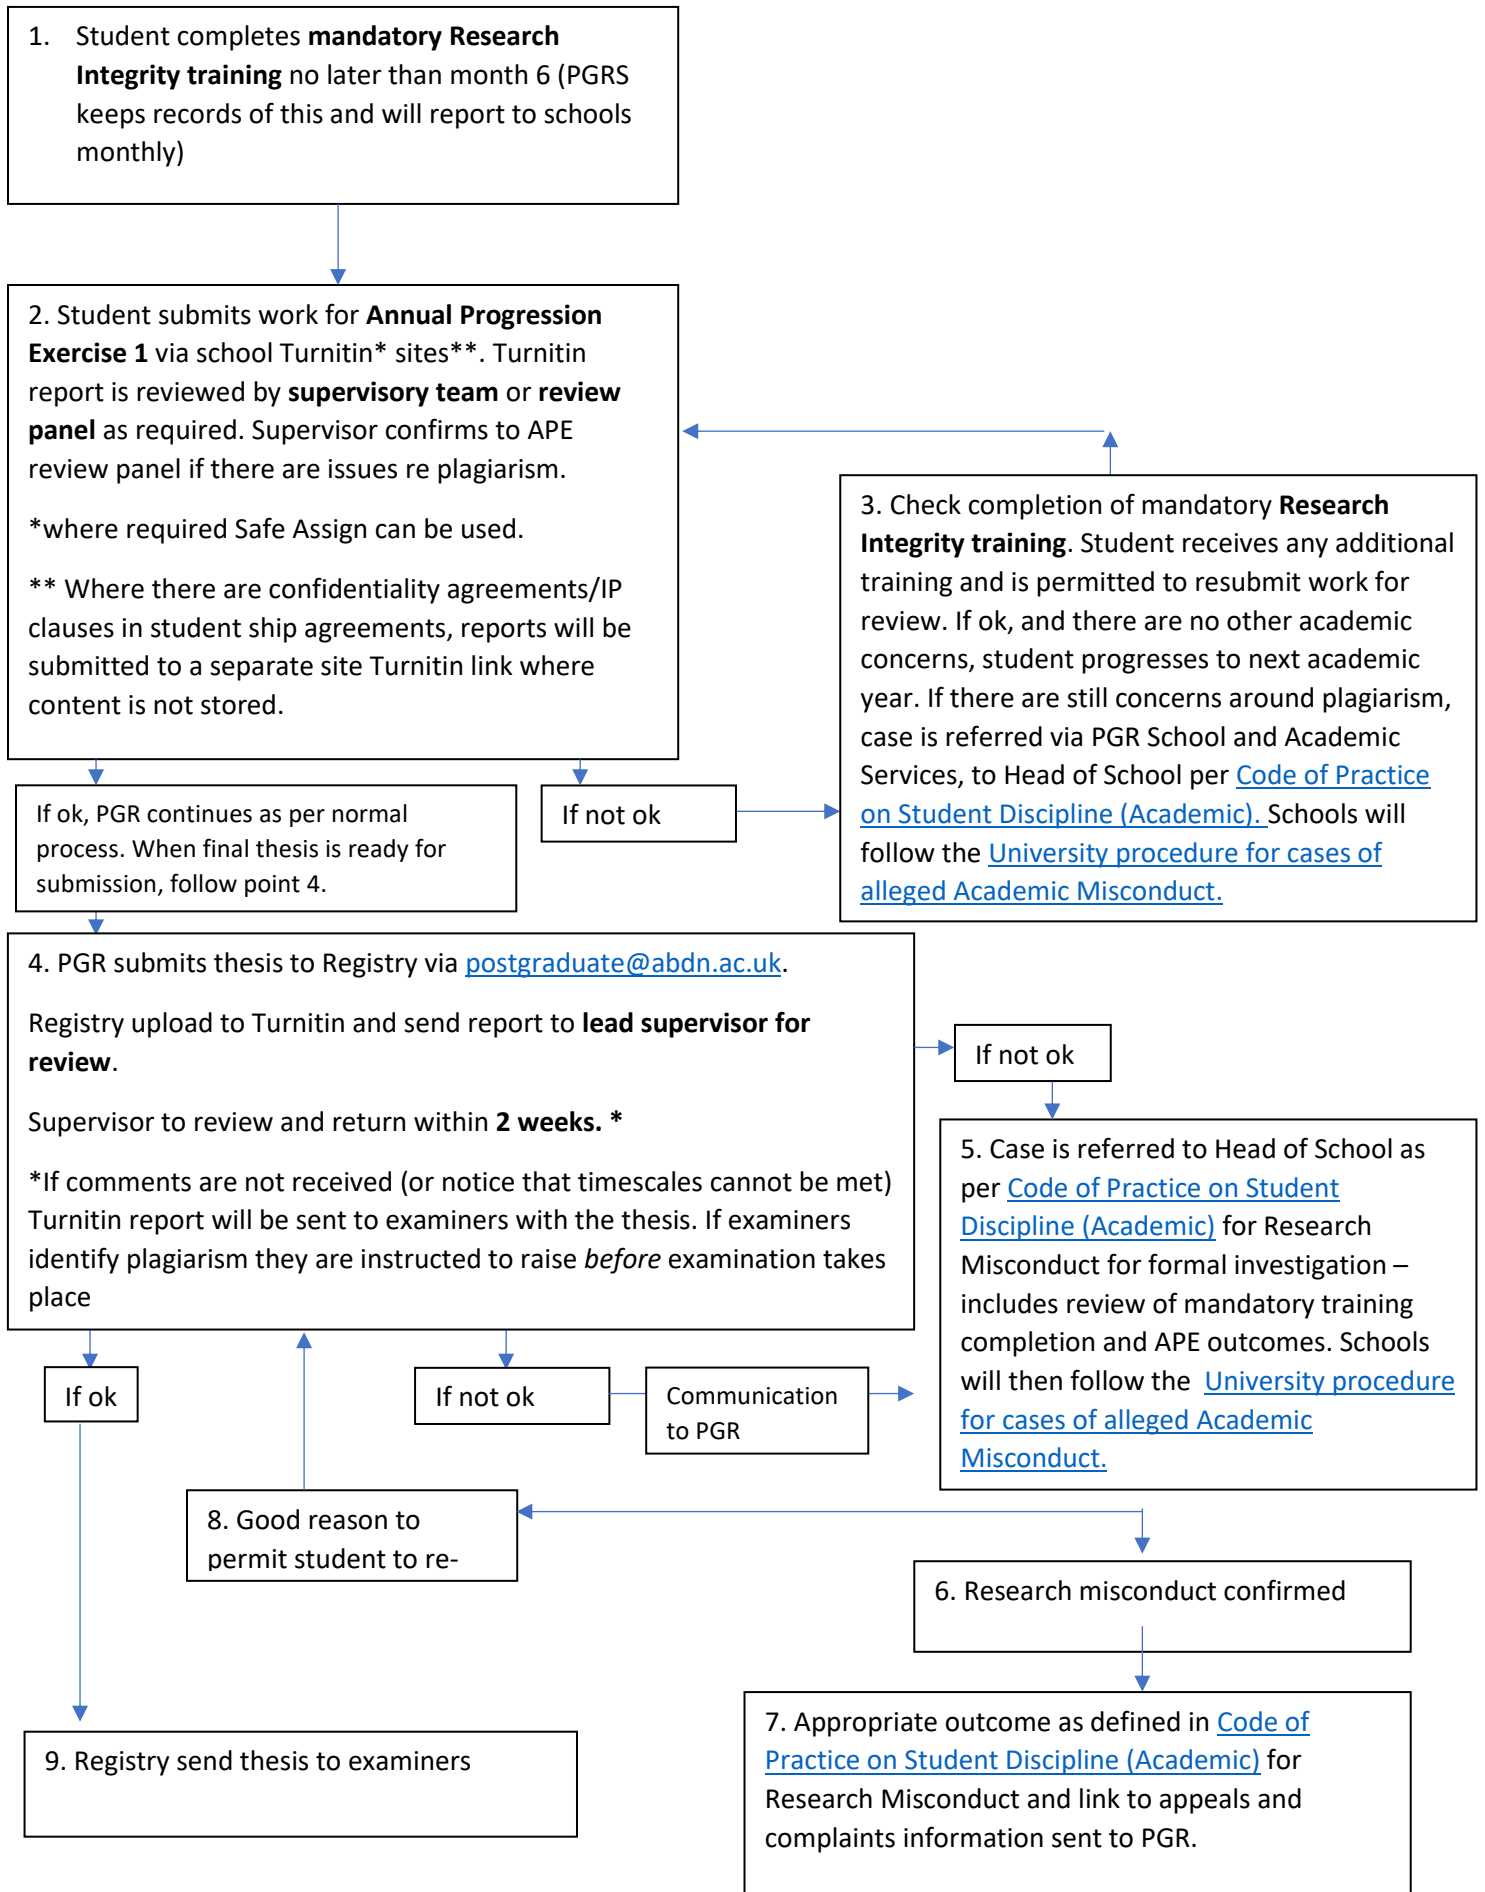 1. Student completes mandatory Research
Integrity training no later than month 6 (PGRS
keeps records of this and will report to schools
monthly)
2. Student submits work for Annual Progression
Exercise 1 via school Turnitin* sites**. Turnitin
report is reviewed by supervisory team or review
panel as required. Supervisor confirms to APE
review panel if there are issues re plagiarism.
*where required Safe Assign can be used.
** Where there are confidentiality agreements/IP
clauses in student ship agreements, reports will be
submitted to a separate site Turnitin link where
content is not stored.
3. Check completion of mandatory Research
Integrity training. Student receives any additional
training and is permitted to resubmit work for
review. If ok, and there are no other academic
concerns, student progresses to next academic
year. If there are still concerns around plagiarism,
case is referred via PGR School and Academic
Services, to Head of School per Code of Practice
on Student Discipline (Academic). Schools will
follow the University procedure for cases of
alleged Academic Misconduct.
If ok, PGR continues as per normal
process. When final thesis is ready for
submission, follow point 4.
If not ok
4. PGR submits thesis to Registry via postgraduate@abdn.ac.uk.
Registry upload to Turnitin and send report to lead supervisor for
review.
Supervisor to review and return within 2 weeks. *
*If comments are not received (or notice that timescales cannot be met)
Turnitin report will be sent to examiners with the thesis. If examiners
identify plagiarism they are instructed to raise before examination takes
place
If not ok
5. Case is referred to Head of School as
per Code of Practice on Student
Discipline (Academic) for Research
Misconduct for formal investigation –
includes review of mandatory training
completion and APE outcomes. Schools
will then follow the University procedure
for cases of alleged Academic
Misconduct.
If ok
If not ok
Communication
to PGR
8. Good reason to
permit student to re-
6. Research misconduct confirmed
7. Appropriate outcome as defined in Code of
Practice on Student Discipline (Academic) for
Research Misconduct and link to appeals and
complaints information sent to PGR.
9. Registry send thesis to examiners